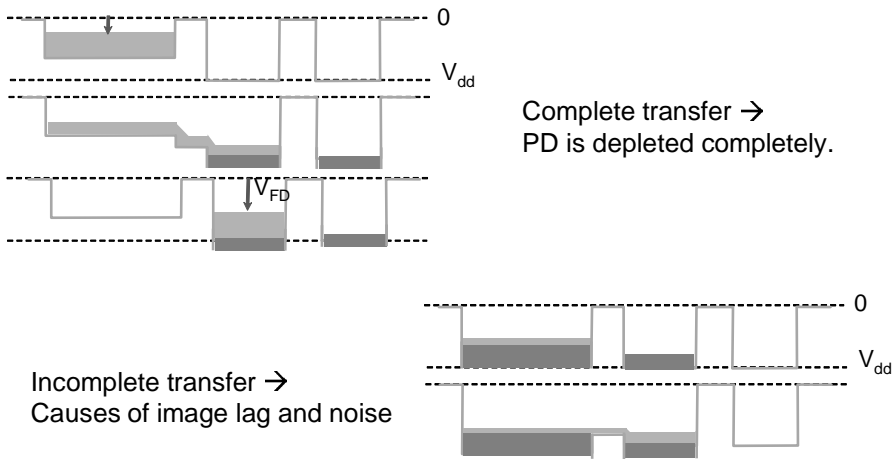 0
V_dd
Complete transfer →
PD is depleted completely.
V_FD
0
V_dd
Incomplete transfer →
Causes of image lag and noise